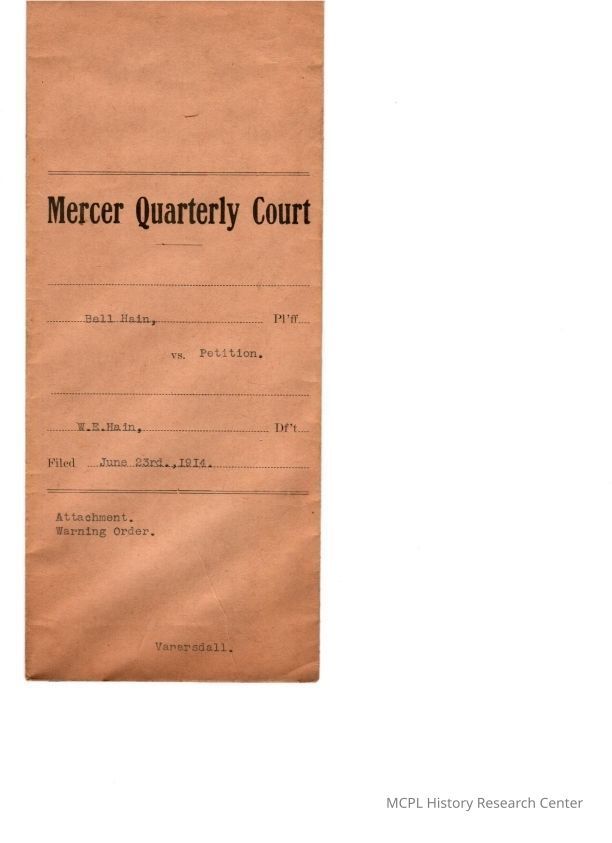 Mercer Quarterly Court
Bell Hain, Pl'ff
vs. Petition.
W.E.Hain, Df't
Filed June 23rd.,1914.
Attachment.
Warning Order.
Vanarsdall.
MCPL History Research Center